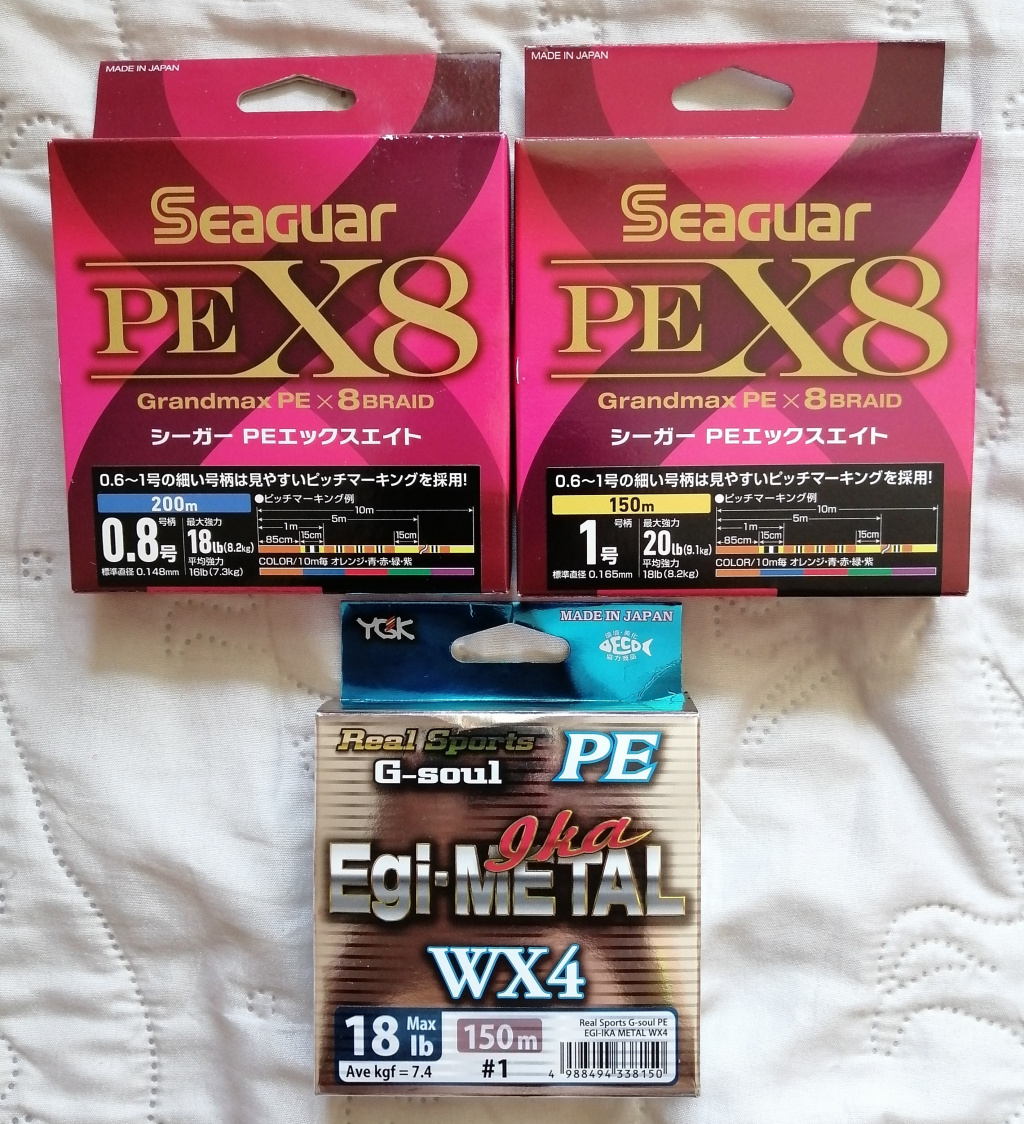 MADE IN JAPAN
SEAGUAR
PE X8
Grandmax PE × 8 BRAID
シーガー PEエックスエイト
0.6～1号の細い号柄は見やすいピッチマーキングを採用!
200m
●ピッチマーキング例
10m
5m
1m
85cm 15cm 15cm
0.8号
号柄
標準直径 0.148mm
最大強力
18lb(8.2kg)
平均強力
16lb(7.3kg)
COLOR/10m毎 オレンジ・青・赤・緑・紫
MADE IN JAPAN
SEAGUAR
PE X8
Grandmax PE × 8 BRAID
シーガー PEエックスエイト
0.6～1号の細い号柄は見やすいピッチマーキングを採用!
150m
●ピッチマーキング例
10m
5m
1m
85cm 15cm 15cm
1号
号柄
標準直径 0.165mm
最大強力
20lb(9.1kg)
平均強力
18lb(8.2kg)
COLOR/10m毎 オレンジ・青・赤・緑・紫
YGK
MADE IN JAPAN
環境・美化
DECO
協力商品
Real Sports
G-soul PE
Ika
Egi-METAL
WX4
18 Max lb
Ave kgf = 7.4
150m
#1
Real Sports G-soul PE
EGI-IKA METAL WX4
4 988494 338150